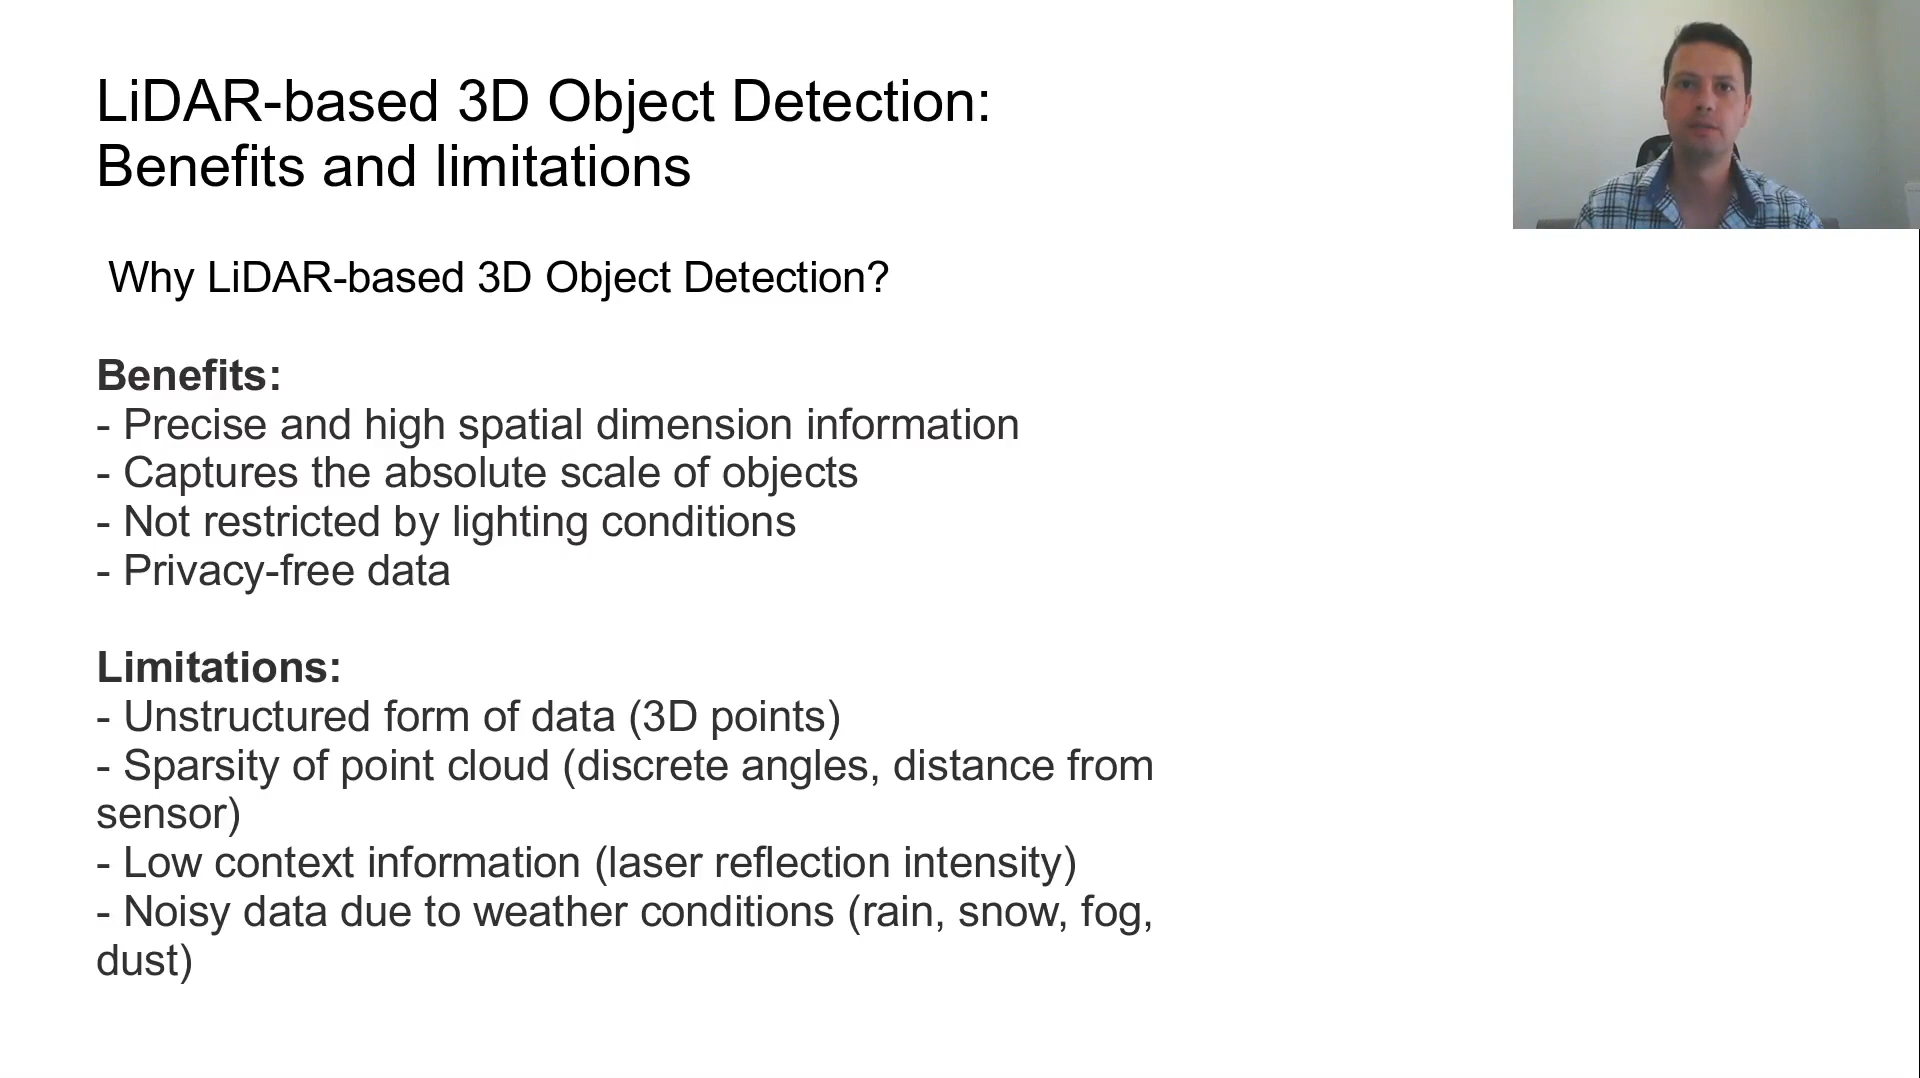 LiDAR-based 3D Object Detection:
Benefits and limitations
Why LiDAR-based 3D Object Detection?
Benefits:
- Precise and high spatial dimension information
- Captures the absolute scale of objects
- Not restricted by lighting conditions
- Privacy-free data
Limitations:
- Unstructured form of data (3D points)
- Sparsity of point cloud (discrete angles, distance from
sensor)
- Low context information (laser reflection intensity)
- Noisy data due to weather conditions (rain, snow, fog,
dust)